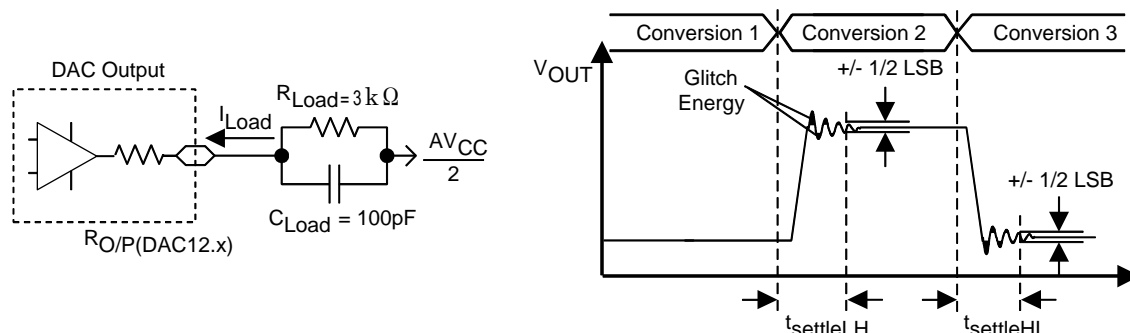 DAC Output
R_Load = 3 kΩ
I_Load
AV_CC
2
C_Load = 100pF
R_O/P(DAC12.x)
Conversion 1
Conversion 2
Conversion 3
V_OUT
Glitch
Energy
+/- 1/2 LSB
+/- 1/2 LSB
t_settleLH
t_settleHL